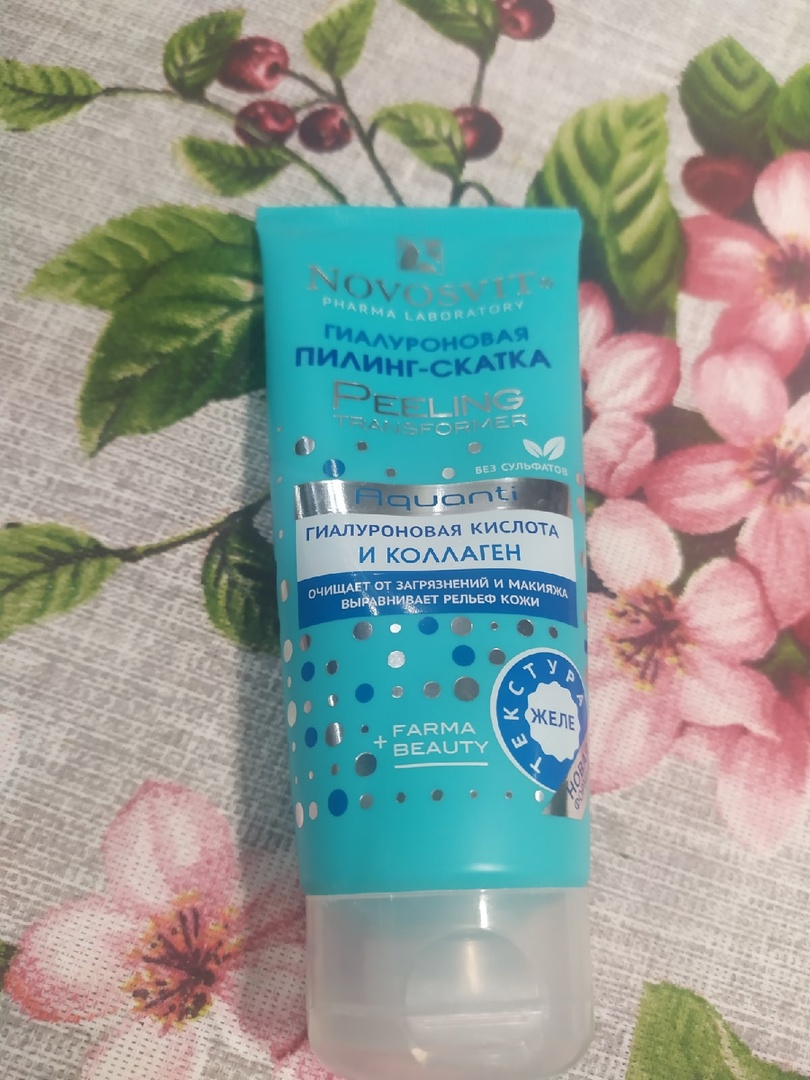 NOVOSVIT®
PHARMA LABORATORY
ГИАЛУРОНОВАЯ
ПИЛИНГ-СКАТКА
PEELING
TRANSFORMER
БЕЗ СУЛЬФАТОВ
Aquanti
ГИАЛУРОНОВАЯ КИСЛОТА
И КОЛЛАГЕН
ОЧИЩАЕТ ОТ ЗАГРЯЗНЕНИЙ И МАКИЯЖА
ВЫРАВНИВАЕТ РЕЛЬЕФ КОЖИ
ТЕКСТУРА
ЖЕЛЕ
+ FARMA
BEAUTY